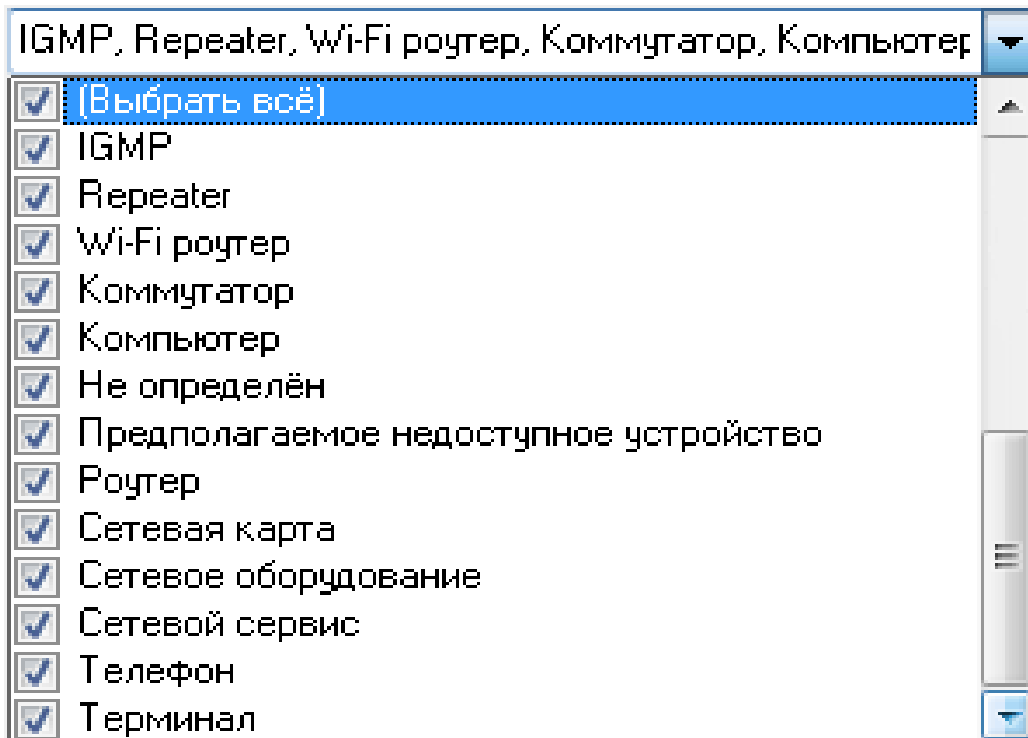 IGMP, Repeater, Wi-Fi роутер, Коммутатор, Компьютер
(Выбрать всё)
IGMP
Repeater
Wi-Fi роутер
Коммутатор
Компьютер
Не определён
Предполагаемое недоступное устройство
Роутер
Сетевая карта
Сетевое оборудование
Сетевой сервис
Телефон
Терминал